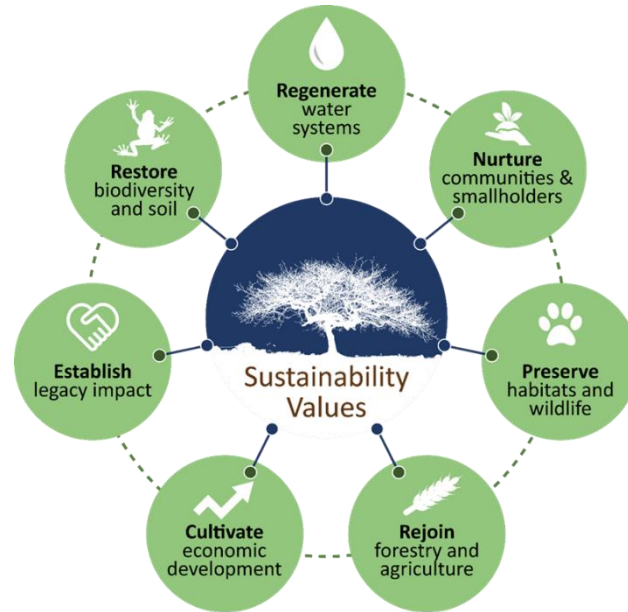 Regenerate
water
systems
Nurture
communities &
smallholders
Preserve
habitats and
wildlife
Rejoin
forestry and
agriculture
Cultivate
economic
development
Establish
legacy impact
Restore
biodiversity
and soil
Sustainability
Values